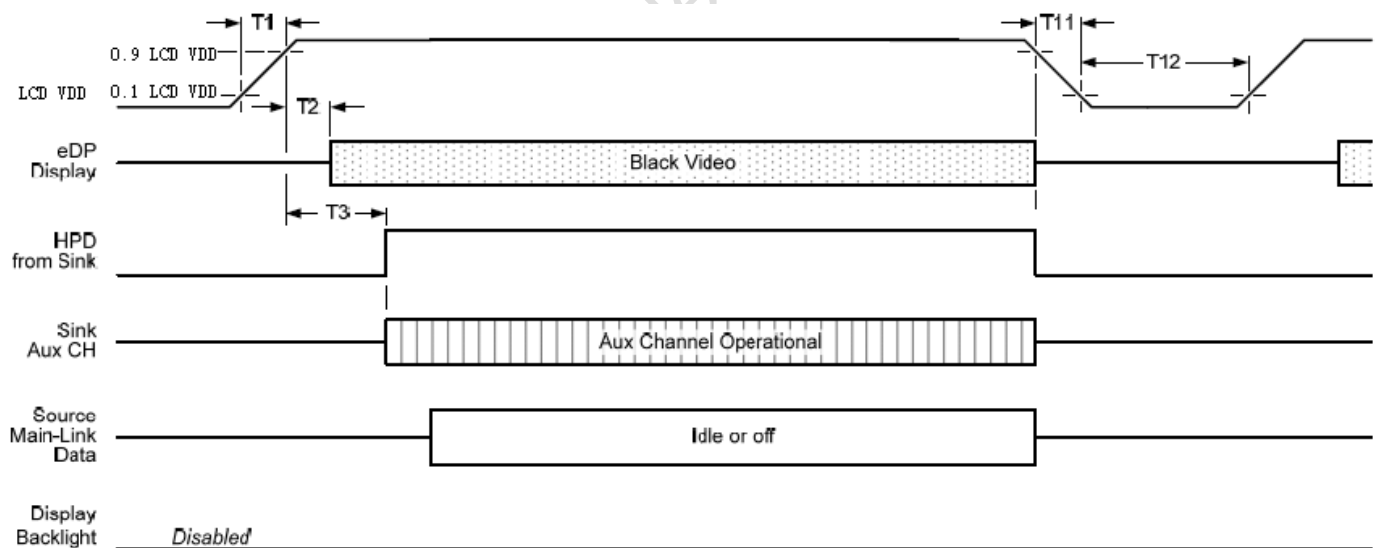 T1
T11
0.9 LCD VDD
T12
LCD VDD
0.1 LCD VDD
T2
eDP
Display
Black Video
T3
HPD
from Sink
Sink
Aux CH
Aux Channel Operational
Source
Main-Link
Data
Idle or off
Display
Backlight
Disabled